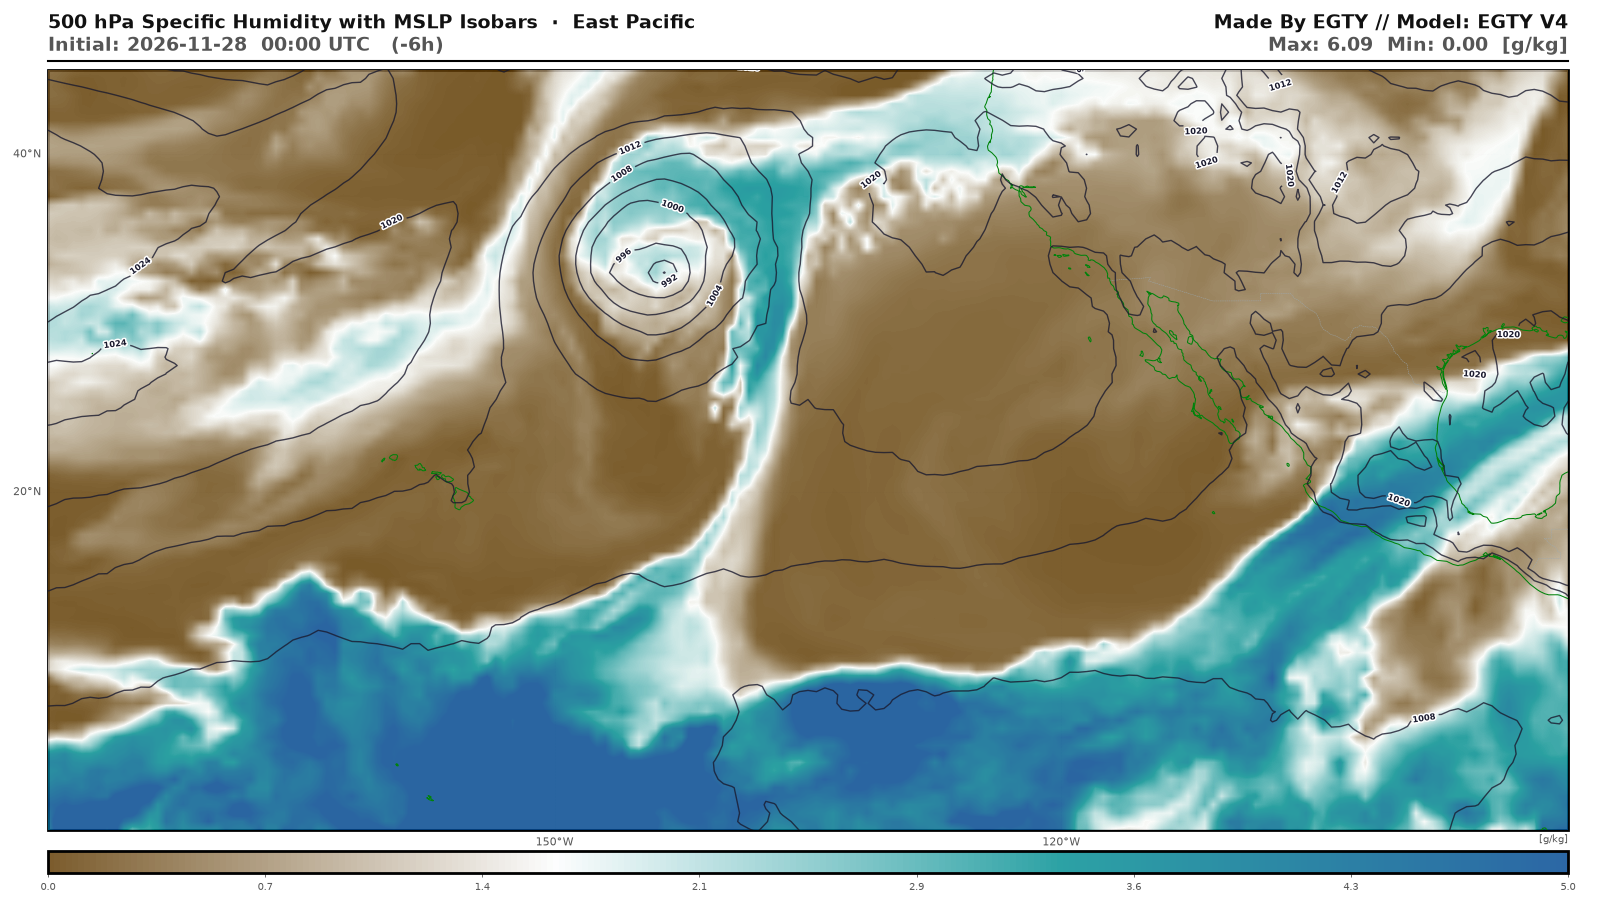 500 hPa Specific Humidity with MSLP Isobars · East Pacific
Made By EGTY // Model: EGTY V4
Initial: 2026-11-28 00:00 UTC (-6h)
Max: 6.09 Min: 0.00 [g/kg]
1012
1020
1012
40°N
1020
1008
1020
1020
1012
1000
1020
996
1024
992
1004
1020
1024
1020
20°N
1020
1008
150°W
120°W
[g/kg]
0.0 0.7 1.4 2.1 2.9 3.6 4.3 5.0